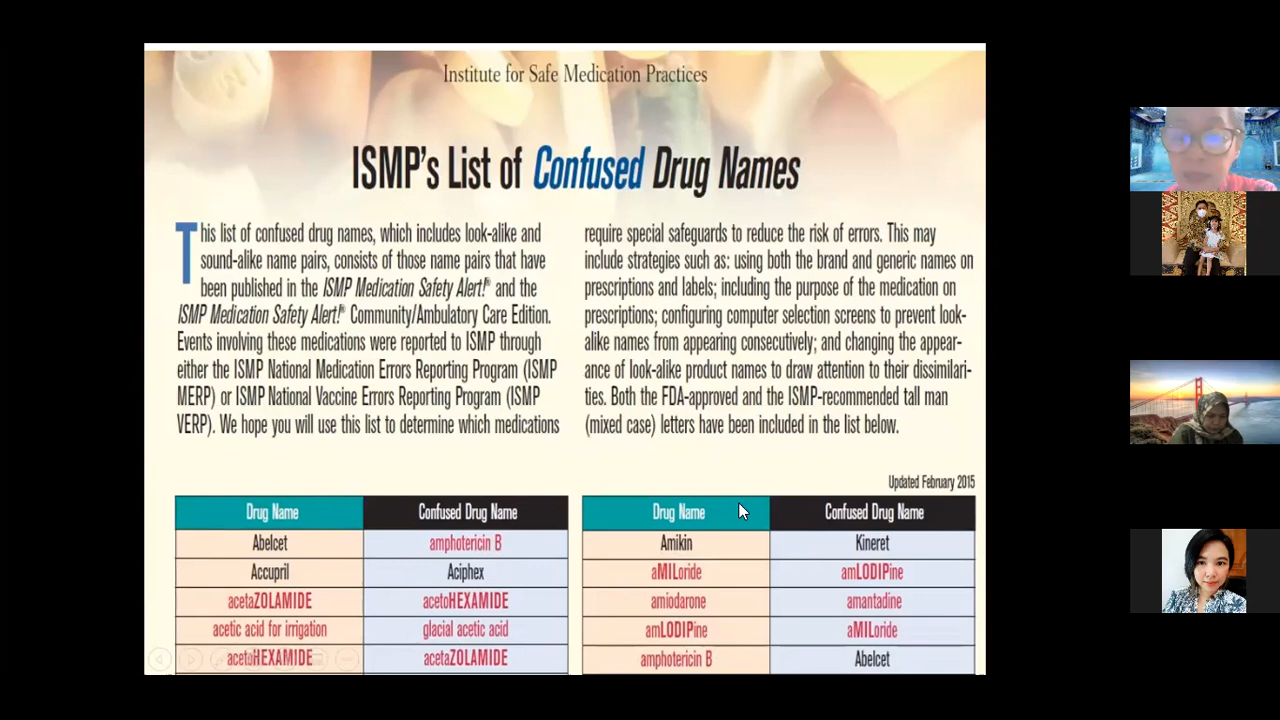 Institute for Safe Medication Practices
ISMP's List of Confused Drug Names
This list of confused drug names, which includes look-alike and
sound-alike name pairs, consists of those name pairs that have
been published in the ISMP Medication Safety Alert!® and the
ISMP Medication Safety Alert!® Community/Ambulatory Care Edition.
Events involving these medications were reported to ISMP through
either the ISMP National Medication Errors Reporting Program (ISMP
MERP) or ISMP National Vaccine Errors Reporting Program (ISMP
VERP). We hope you will use this list to determine which medications
require special safeguards to reduce the risk of errors. This may
include strategies such as: using both the brand and generic names on
prescriptions and labels; including the purpose of the medication on
prescriptions; configuring computer selection screens to prevent look-
alike names from appearing consecutively; and changing the appear-
ance of look-alike product names to draw attention to their dissimilari-
ties. Both the FDA-approved and the ISMP-recommended tall man
(mixed case) letters have been included in the list below.
Updated February 2015
Drug Name Confused Drug Name
Abelcet amphotericin B
Accupril Aciphex
acetaZOLAMIDE acetoHEXAMIDE
acetic acid for irrigation glacial acetic acid
acetoHEXAMIDE acetaZOLAMIDE
Drug Name Confused Drug Name
Amikin Kineret
aMILoride amLODIPine
amiodarone amantadine
amLODIPine aMILoride
amphotericin B Abelcet